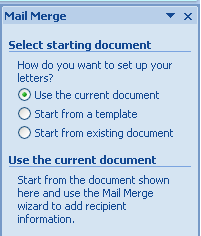 Mail Merge
Select starting document
How do you want to set up your
letters?
Use the current document
Start from a template
Start from existing document
Use the current document
Start from the document shown
here and use the Mail Merge
wizard to add recipient
information.